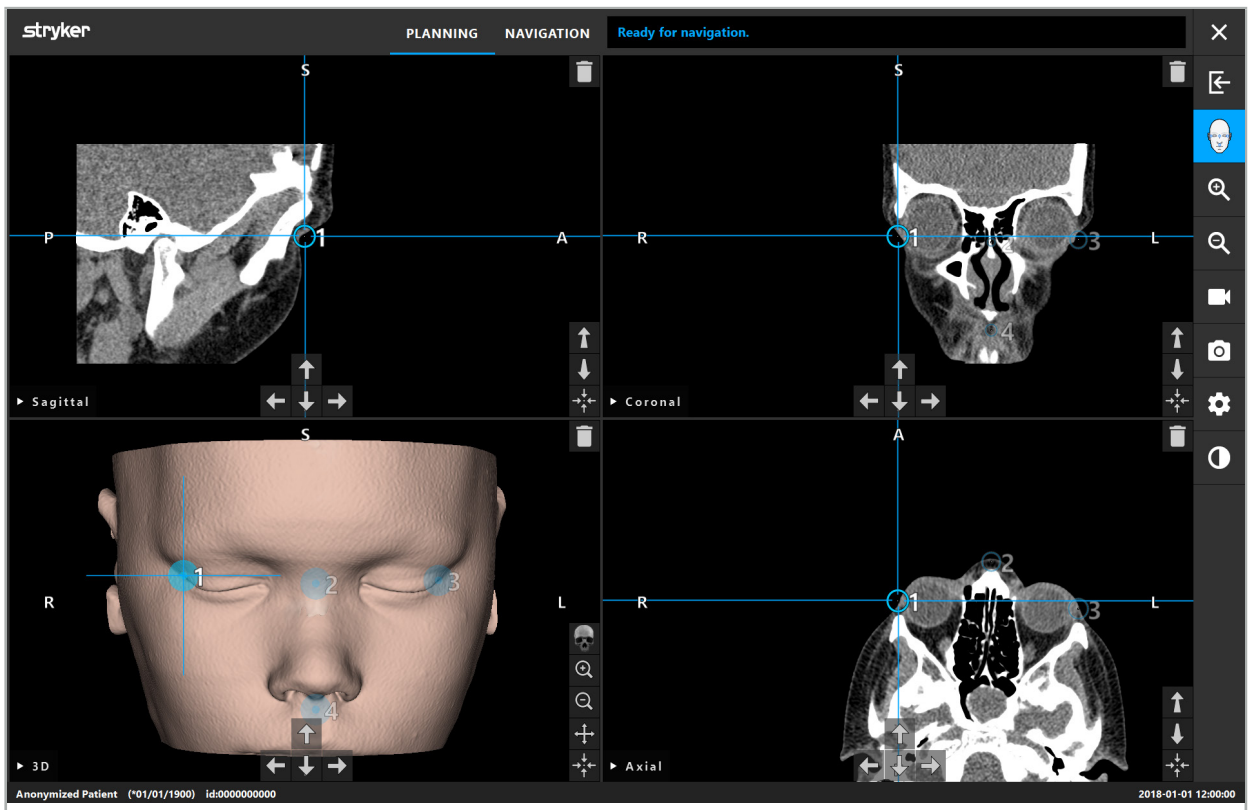 stryker
PLANNING NAVIGATION Ready for navigation.
S
P 1 A
Sagittal
S
R 1 2 3 L
4
Coronal
S
R 1 2 3 L
4
3D
A
2
R 1 3 L
Axial
Anonymized Patient (*01/01/1900) id:0000000000 2018-01-01 12:00:00